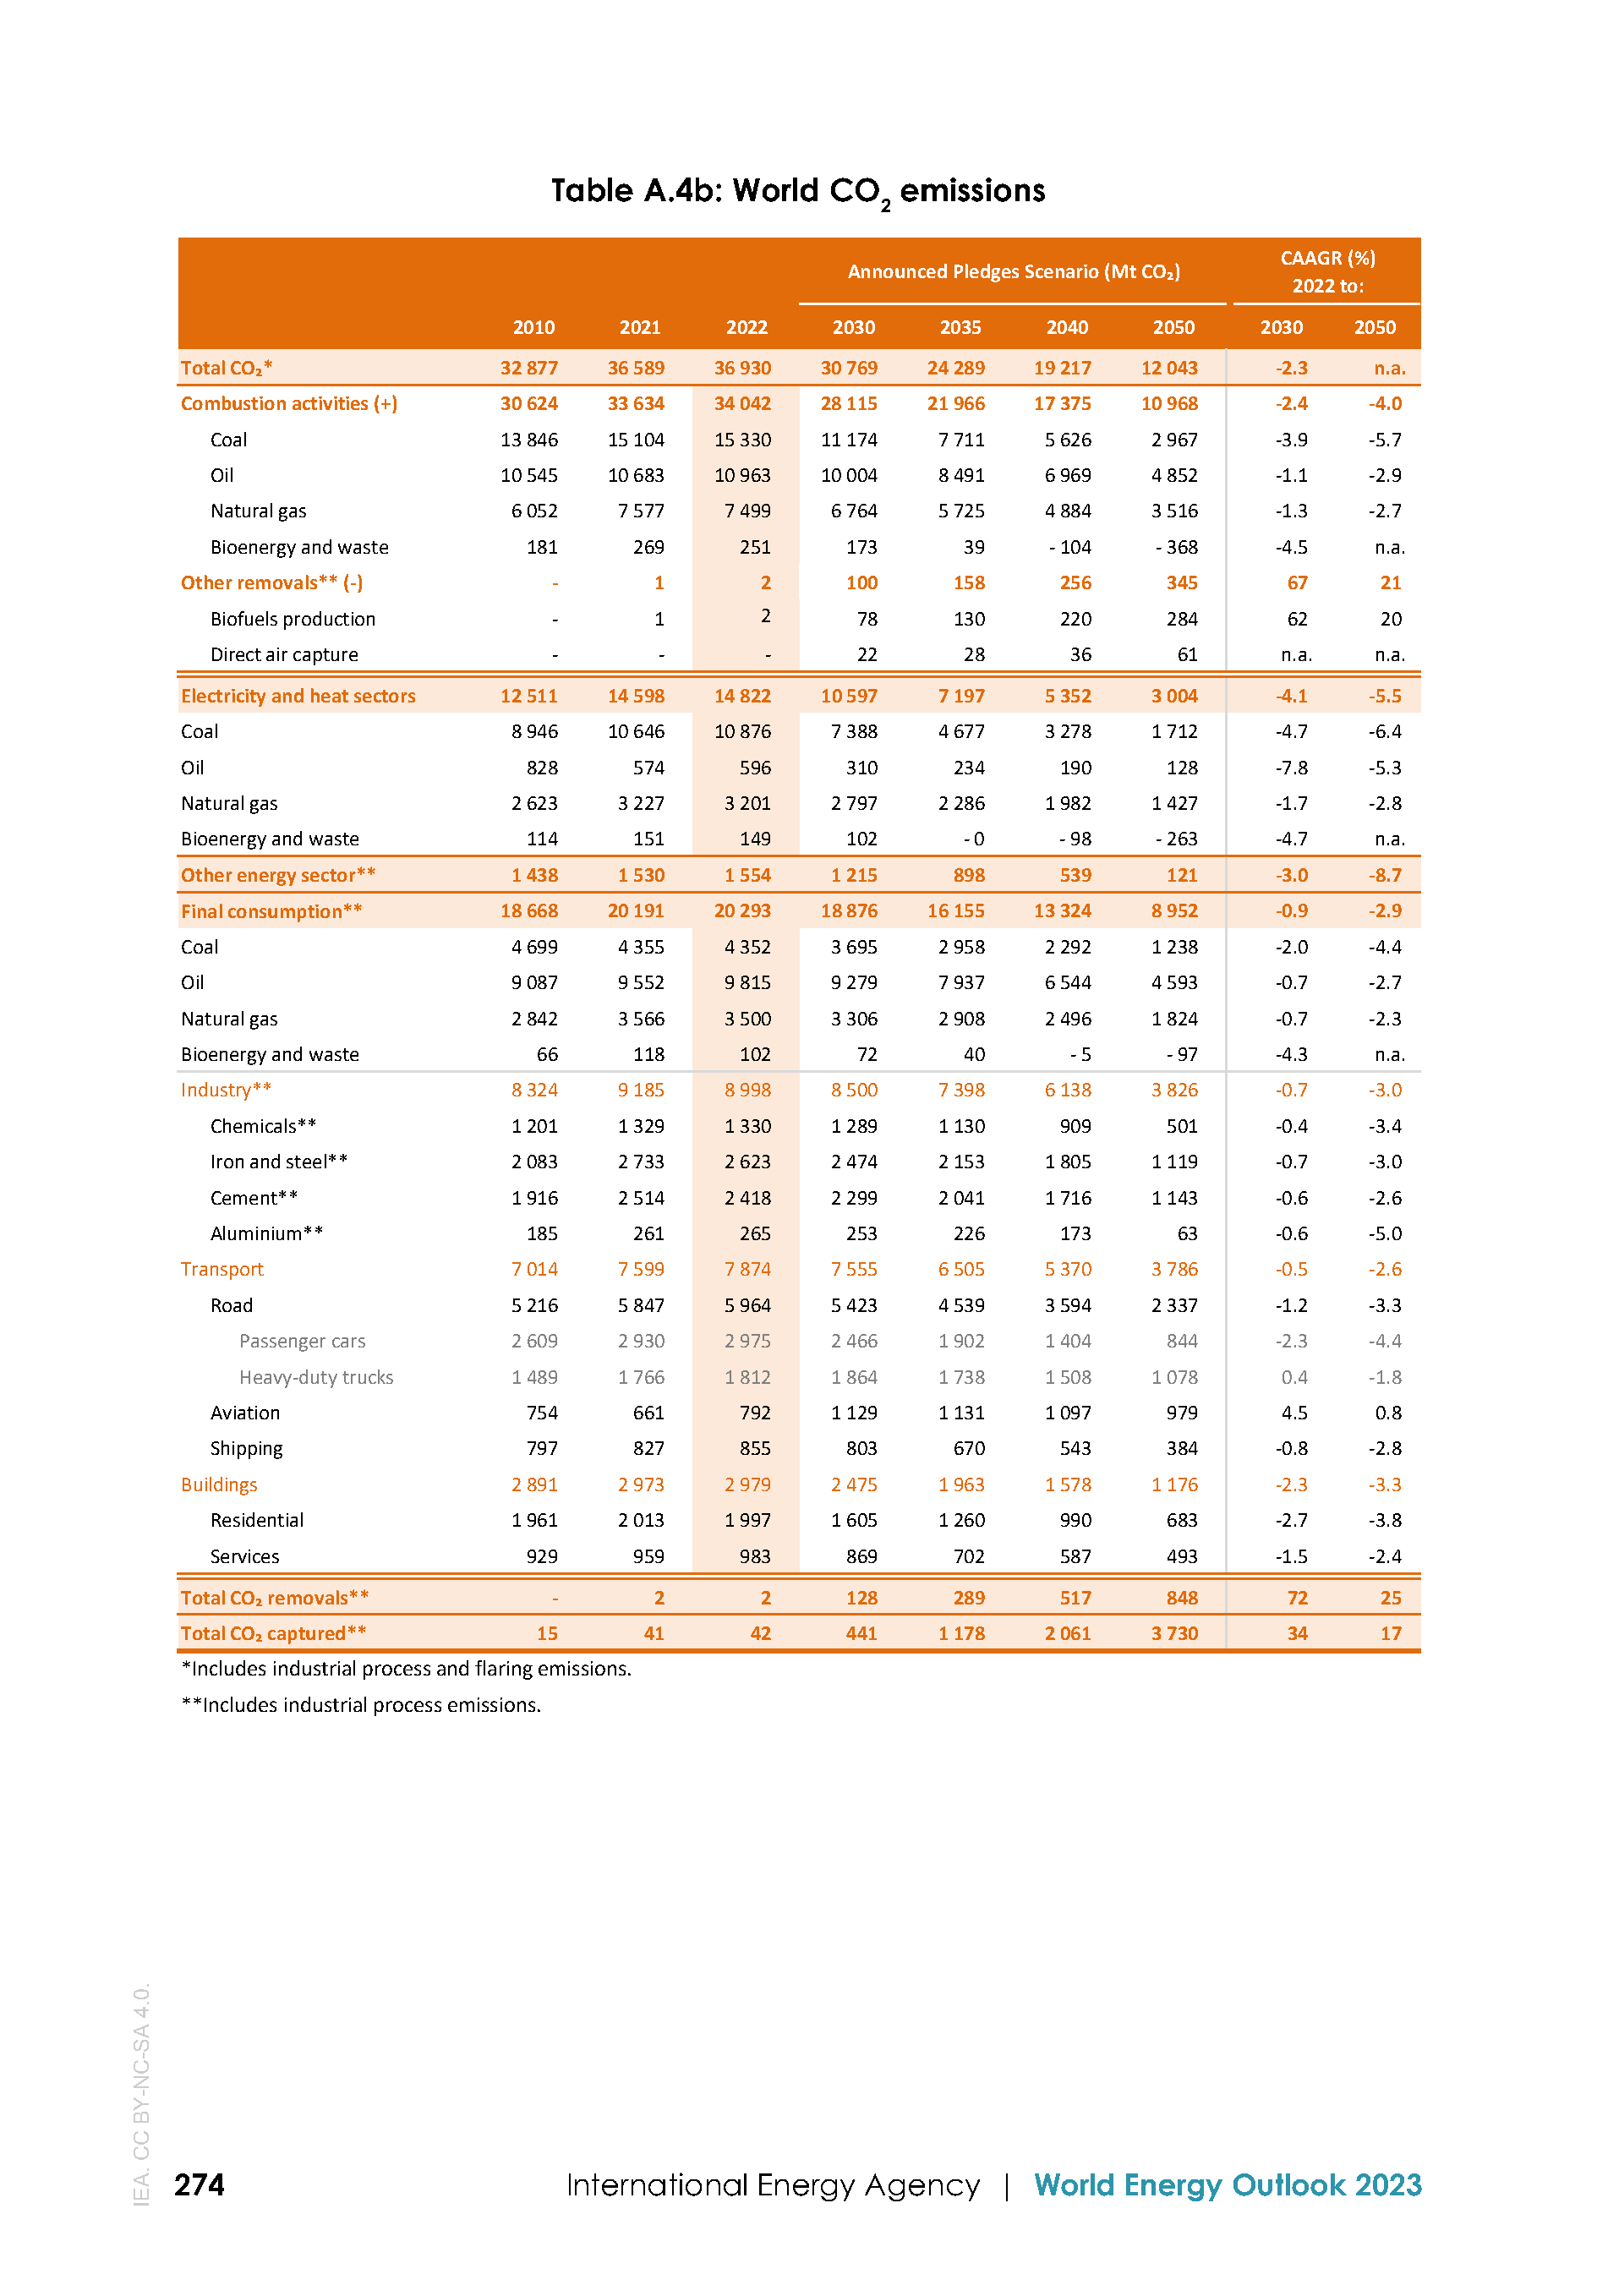 Table A.4b: World CO₂ emissions
Announced Pledges Scenario (Mt CO₂) CAAGR (%) 2022 to:
2010 2021 2022 2030 2035 2040 2050 2030 2050
Total CO₂* 32 877 36 589 36 930 30 769 24 289 19 217 12 043 -2.3 n.a.
Combustion activities (+) 30 624 33 634 34 042 28 115 21 966 17 375 10 968 -2.4 -4.0
Coal 13 846 15 104 15 330 11 174 7 711 5 626 2 967 -3.9 -5.7
Oil 10 545 10 683 10 963 10 004 8 491 6 969 4 852 -1.1 -2.9
Natural gas 6 052 7 577 7 499 6 764 5 725 4 884 3 516 -1.3 -2.7
Bioenergy and waste 181 269 251 173 39 - 104 - 368 -4.5 n.a.
Other removals** (-) - 1 2 100 158 256 345 67 21
Biofuels production - 1 2 78 130 220 284 62 20
Direct air capture - - - 22 28 36 61 n.a. n.a.
Electricity and heat sectors 12 511 14 598 14 822 10 597 7 197 5 352 3 004 -4.1 -5.5
Coal 8 946 10 646 10 876 7 388 4 677 3 278 1 712 -4.7 -6.4
Oil 828 574 596 310 234 190 128 -7.8 -5.3
Natural gas 2 623 3 227 3 201 2 797 2 286 1 982 1 427 -1.7 -2.8
Bioenergy and waste 114 151 149 102 - 0 - 98 - 263 -4.7 n.a.
Other energy sector** 1 438 1 530 1 554 1 215 898 539 121 -3.0 -8.7
Final consumption** 18 668 20 191 20 293 18 876 16 155 13 324 8 952 -0.9 -2.9
Coal 4 699 4 355 4 352 3 695 2 958 2 292 1 238 -2.0 -4.4
Oil 9 087 9 552 9 815 9 279 7 937 6 544 4 593 -0.7 -2.7
Natural gas 2 842 3 566 3 500 3 306 2 908 2 496 1 824 -0.7 -2.3
Bioenergy and waste 66 118 102 72 40 - 5 - 97 -4.3 n.a.
Industry** 8 324 9 185 8 998 8 500 7 398 6 138 3 826 -0.7 -3.0
Chemicals** 1 201 1 329 1 330 1 289 1 130 909 501 -0.4 -3.4
Iron and steel** 2 083 2 733 2 623 2 474 2 153 1 805 1 119 -0.7 -3.0
Cement** 1 916 2 514 2 418 2 299 2 041 1 716 1 143 -0.6 -2.6
Aluminium** 185 261 265 253 226 173 63 -0.6 -5.0
Transport 7 014 7 599 7 874 7 555 6 505 5 370 3 786 -0.5 -2.6
Road 5 216 5 847 5 964 5 423 4 539 3 594 2 337 -1.2 -3.3
Passenger cars 2 609 2 930 2 975 2 466 1 902 1 404 844 -2.3 -4.4
Heavy-duty trucks 1 489 1 766 1 812 1 864 1 738 1 508 1 078 0.4 -1.8
Aviation 754 661 792 1 129 1 131 1 097 979 4.5 0.8
Shipping 797 827 855 803 670 543 384 -0.8 -2.8
Buildings 2 891 2 973 2 979 2 475 1 963 1 578 1 176 -2.3 -3.3
Residential 1 961 2 013 1 997 1 605 1 260 990 683 -2.7 -3.8
Services 929 959 983 869 702 587 493 -1.5 -2.4
Total CO₂ removals** - 2 2 128 289 517 848 72 25
Total CO₂ captured** 15 41 42 441 1 178 2 061 3 730 34 17
*Includes industrial process and flaring emissions.
**Includes industrial process emissions.
IEA. CC BY-NC-SA 4.0.
274 International Energy Agency | World Energy Outlook 2023